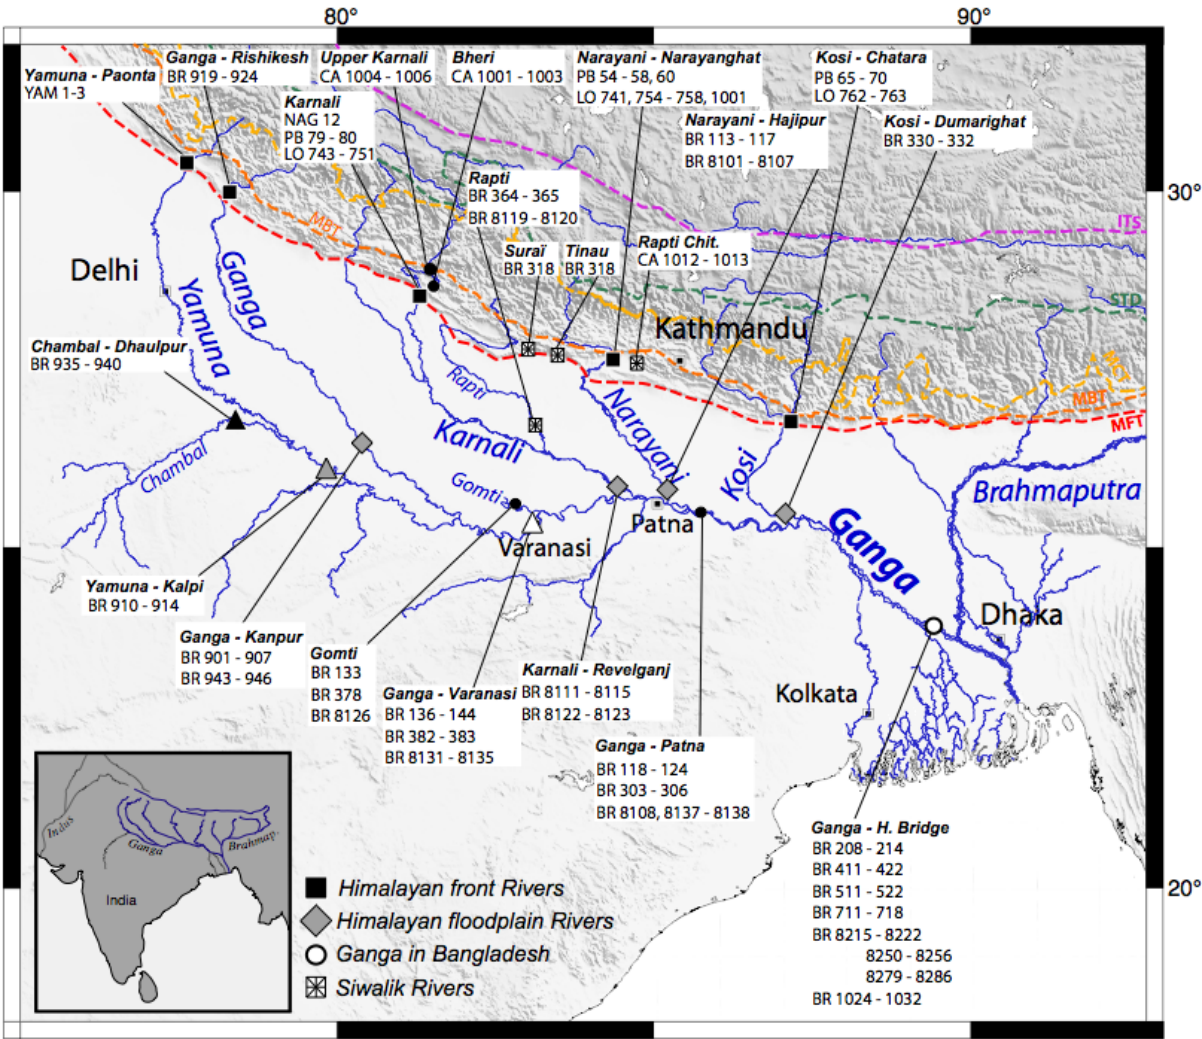 80°
90°
Yamuna - Paonta
YAM 1-3
Ganga - Rishikesh
BR 919 - 924
Upper Karnali
CA 1004 - 1006
Bheri
CA 1001 - 1003
Narayani - Narayanghat
PB 54 - 58, 60
LO 741, 754 - 758, 1001
Kosi - Chatara
PB 65 - 70
LO 762 - 763
Karnali
NAG 12
PB 79 - 80
LO 743 - 751
Narayani - Hajipur
BR 113 - 117
BR 8101 - 8107
Kosi - Dumarighat
BR 330 - 332
Rapti
BR 364 - 365
BR 8119 - 8120
30°
MBT
ITs
Suraï
BR 318
Tinau
BR 318
Rapti Chit.
CA 1012 - 1013
Delhi
Ganga
Yamuna
STD
Kathmandu
Chambal - Dhaulpur
BR 935 - 940
Rapti
Narayani
MBT
MFT
Karnali
Chambal
Gomti
Kosi
Brahmaputra
Patna
Varanasi
Ganga
Yamuna - Kalpi
BR 910 - 914
Dhaka
Ganga - Kanpur
BR 901 - 907
BR 943 - 946
Gomti
BR 133
BR 378
BR 8126
Ganga - Varanasi
BR 136 - 144
BR 382 - 383
BR 8131 - 8135
Karnali - Revelganj
BR 8111 - 8115
BR 8122 - 8123
Kolkata
Ganga - Patna
BR 118 - 124
BR 303 - 306
BR 8108, 8137 - 8138
Ganga - H. Bridge
BR 208 - 214
BR 411 - 422
BR 511 - 522
BR 711 - 718
BR 8215 - 8222
8250 - 8256
8279 - 8286
BR 1024 - 1032
20°
Indus
Ganga
Brahmap.
India
Himalayan front Rivers
Himalayan floodplain Rivers
Ganga in Bangladesh
Siwalik Rivers